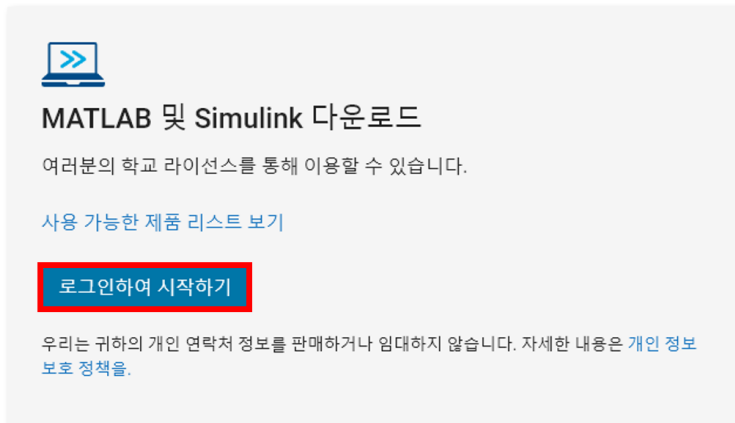 MATLAB 및 Simulink 다운로드
여러분의 학교 라이선스를 통해 이용할 수 있습니다.
사용 가능한 제품 리스트 보기
로그인하여 시작하기
우리는 귀하의 개인 연락처 정보를 판매하거나 임대하지 않습니다. 자세한 내용은 개인 정보
보호 정책을.